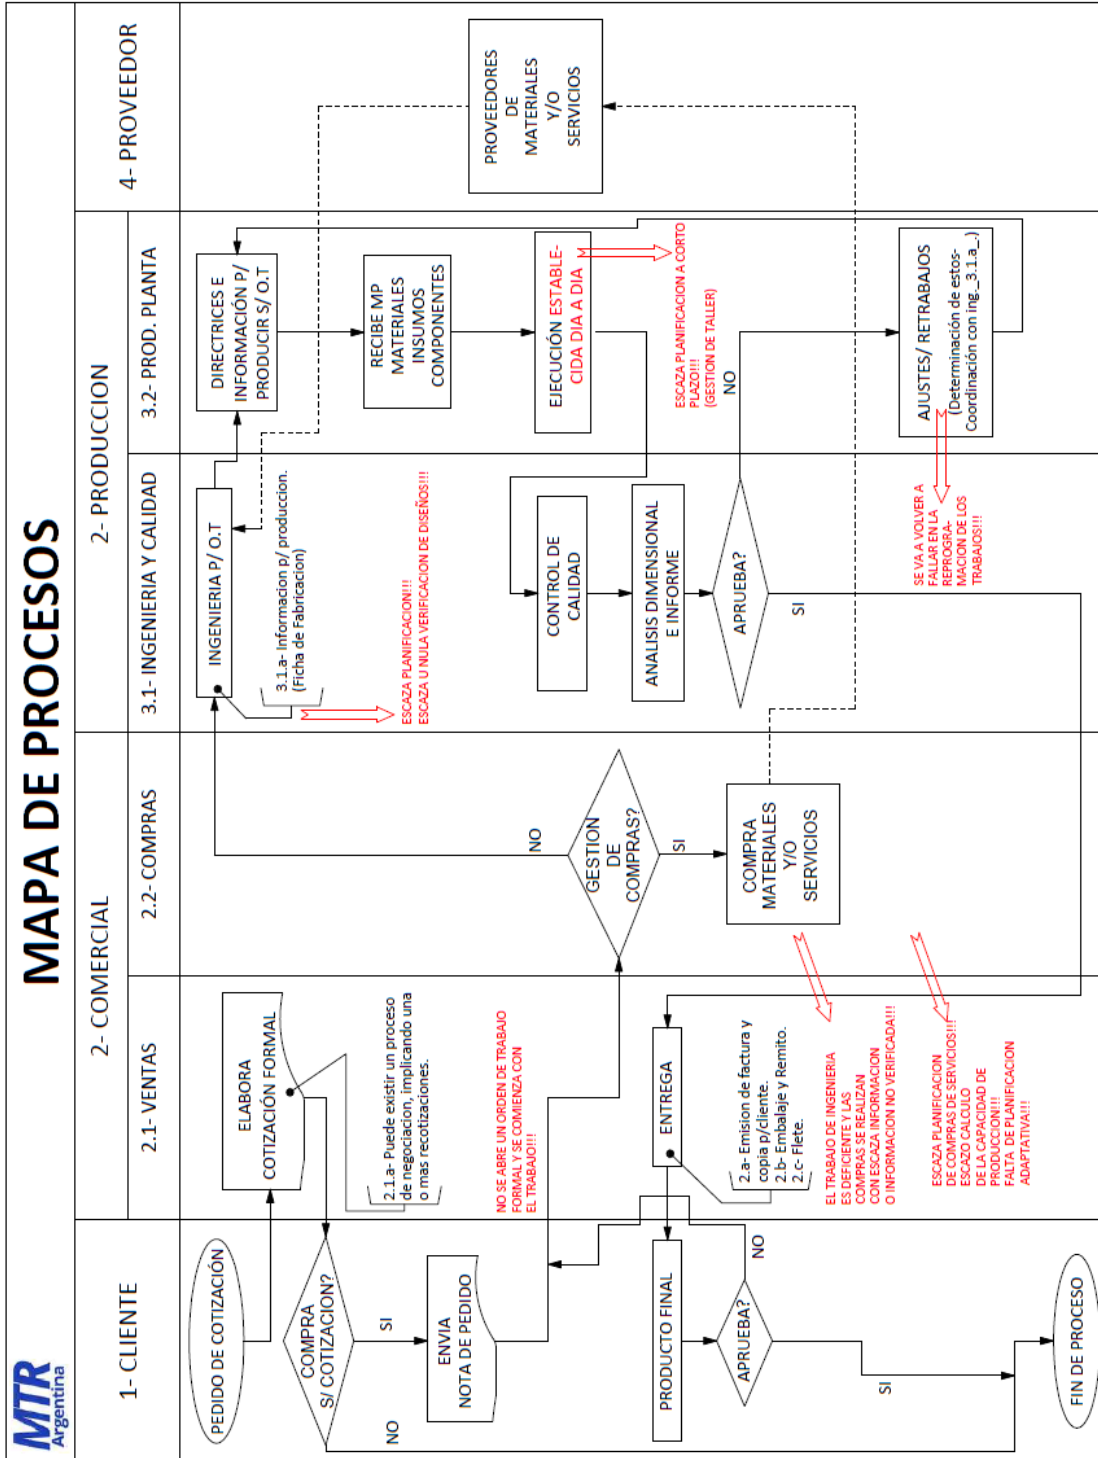 MTR
Argentina
MAPA DE PROCESOS
1- CLIENTE
2- COMERCIAL
2.1- VENTAS
2.2- COMPRAS
2- PRODUCCION
3.1- INGENIERIA Y CALIDAD
3.2- PROD. PLANTA
4- PROVEEDOR
PEDIDO DE COTIZACIÓN
COMPRA
S/ COTIZACION?
SI
NO
ENVIA
NOTA DE PEDIDO
PRODUCTO FINAL
APRUEBA?
NO
SI
FIN DE PROCESO
ELABORA
COTIZACIÓN FORMAL
2.1.a- Puede existir un proceso
de negociacion, implicando una
o mas recotizaciones.
NO SE ABRE UN ORDEN DE TRABAJO
FORMAL Y SE COMIENZA CON
EL TRABAJO!!!!
ENTREGA
2.a- Emision de factura y
copia p/cliente.
2.b- Embalaje y Remito.
2.c- Flete.
EL TRABAJO DE INGENIERIA
ES DEFICIENTE Y LAS
COMPRAS SE REALIZAN
CON ESCAZA INFORMACION
O INFORMACION NO VERIFICADA!!!
ESCAZA PLANIFICACION
DE COMPRAS DE SERVICIOS!!!
ESCAZO CALCULO
DE LA CAPACIDAD DE
PRODUCCION!!!
FALTA DE PLANIFICACION
ADAPTATIVA!!!
GESTION
DE
COMPRAS?
NO
SI
COMPRA
MATERIALES
Y/O
SERVICIOS
INGENIERIA P/ O.T
3.1.a- Informacion p/ produccion.
(Ficha de Fabricacion)
ESCAZA PLANIFICACION!!!
ESCAZA U NULA VERIFICACION DE DISEÑOS!!!
CONTROL DE
CALIDAD
ANALISIS DIMENSIONAL
E INFORME
APRUEBA?
NO
SI
SE VA A VOLVER A
FALLAR EN LA
REPROGRA-
MACION DE LOS
TRABAJOS!!!
DIRECTRICES E
INFORMACIÓN P/
PRODUCIR S/ O.T
RECIBE MP
MATERIALES
INSUMOS
COMPONENTES
EJECUCIÓN ESTABLE-
CIDA DIA A DIA
ESCAZA PLANIFICACION A CORTO
PLAZO!!!
(GESTION DE TALLER)
AJUSTES/ RETRABAJOS
(Determinación de estos-
Coordinación con ing._3.1.a_.)
PROVEEDORES
DE
MATERIALES
Y/O
SERVICIOS